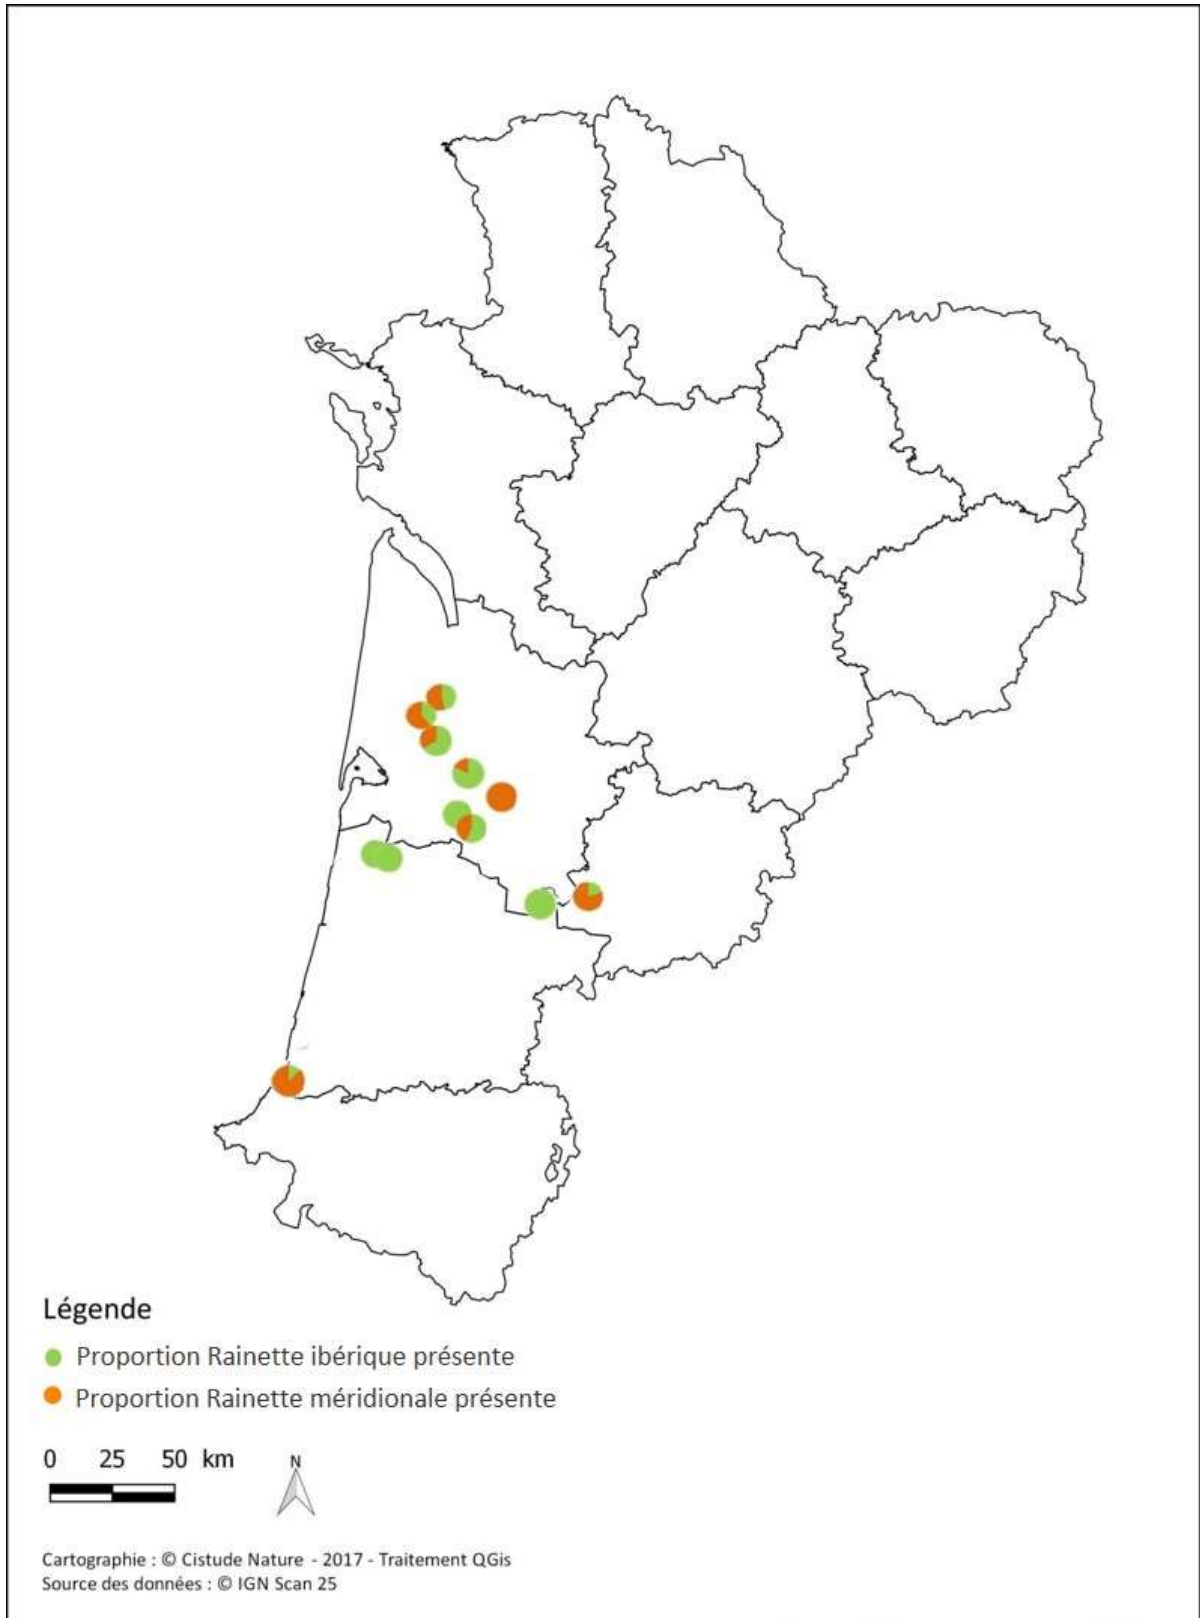 Légende
Proportion Rainette ibérique présente
Proportion Rainette méridionale présente
0 25 50 km
N
Cartographie : © Cistude Nature - 2017 - Traitement QGis
Source des données : © IGN Scan 25